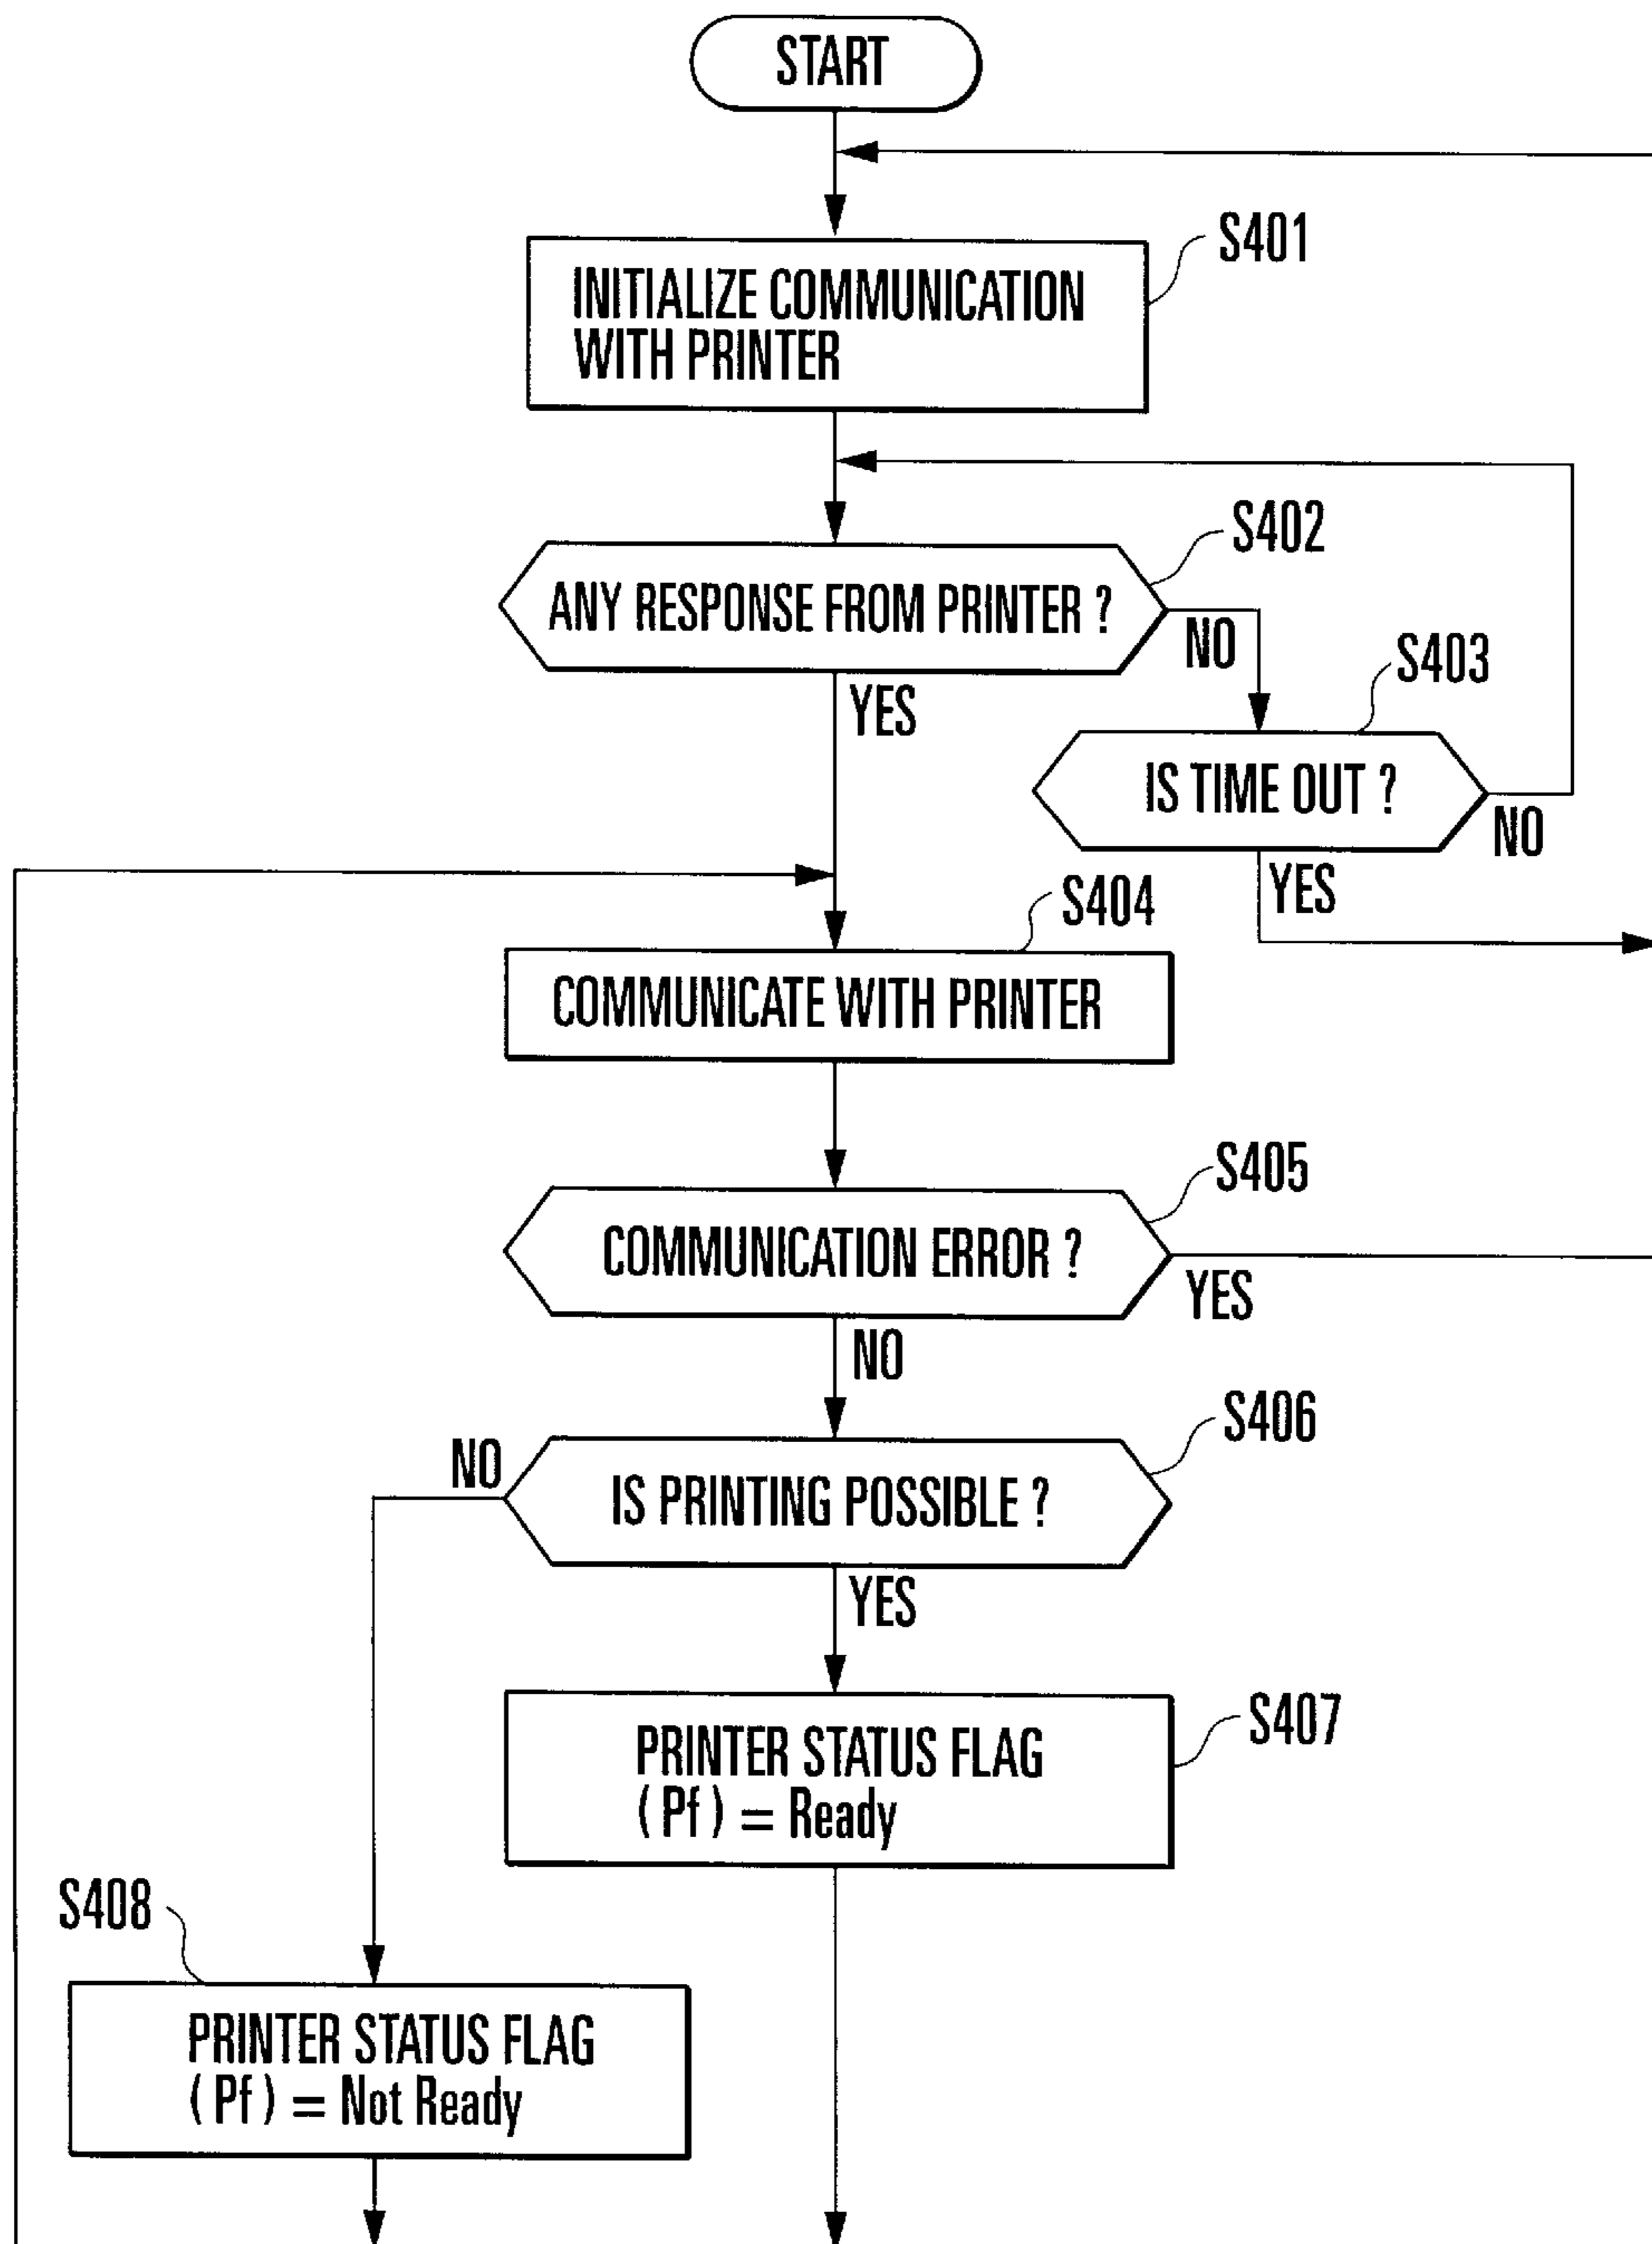 START
S401
INITIALIZE COMMUNICATION
WITH PRINTER
S402
ANY RESPONSE FROM PRINTER ?
NO
S403
YES
IS TIME OUT ?
NO
YES
S404
COMMUNICATE WITH PRINTER
S405
COMMUNICATION ERROR ?
YES
NO
S406
NO
IS PRINTING POSSIBLE ?
YES
S407
PRINTER STATUS FLAG
( Pf ) = Ready
S408
PRINTER STATUS FLAG
( Pf ) = Not Ready